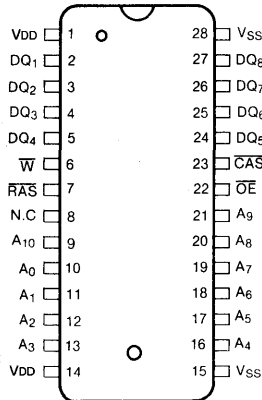 VDD 1 28 VSS
DQ1 2 27 DQ8
DQ2 3 26 DQ7
DQ3 4 25 DQ6
DQ4 5 24 DQ5
W 6 23 CAS
RAS 7 22 OE
N.C 8 21 A9
A10 9 20 A8
A0 10 19 A7
A1 11 18 A6
A2 12 17 A5
A3 13 16 A4
VDD 14 15 VSS